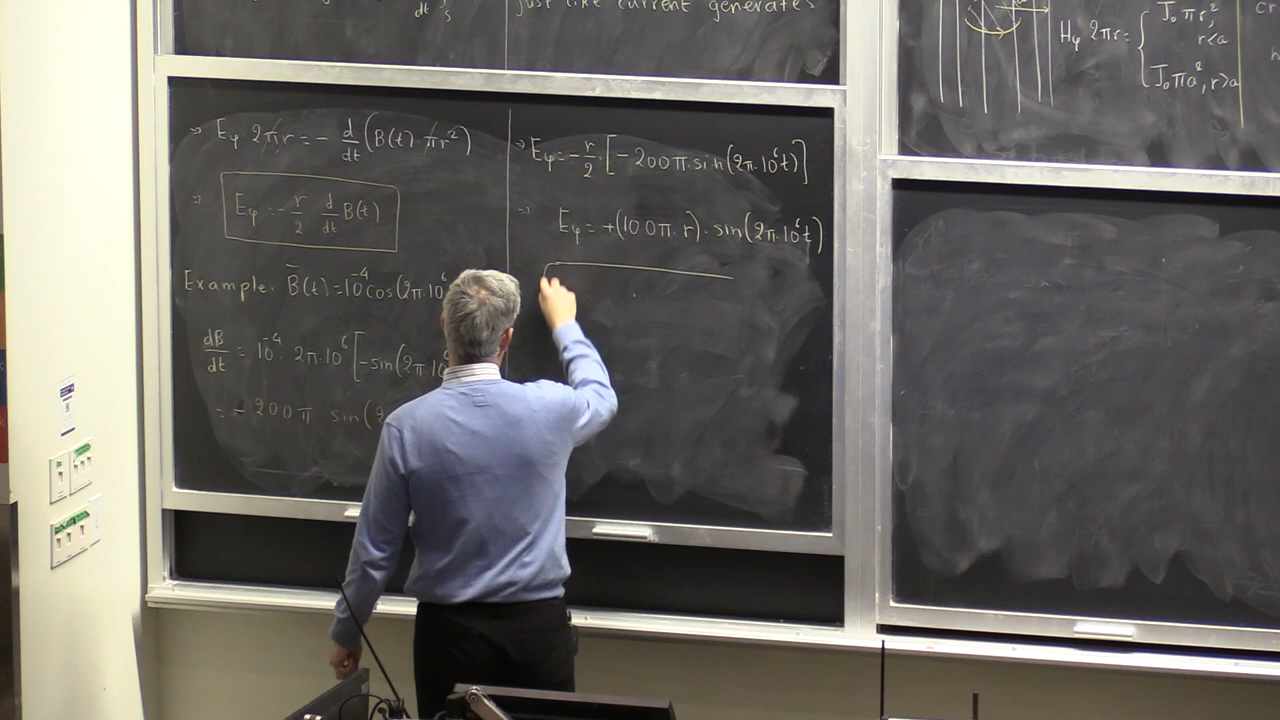 dt S
just like current generates
⇒ Eφ · 2πr = - d/dt (B(t) · πr²)
⇒ Eφ = - r/2 d/dt B(t)
Example. B̄(t) = 10⁻⁴ cos(2π·10⁶
dB/dt = 10⁻⁴ · 2π·10⁶ [-sin(2π·10⁶
= - 200π sin(2
⇒ Eφ = - r/2 · [-200π·sin(2π·10⁶t)]
⇒ Eφ = +(100π·r)·sin(2π·10⁶t)
Hφ 2πr = { J₀πr², r<a
J₀πa², r>a